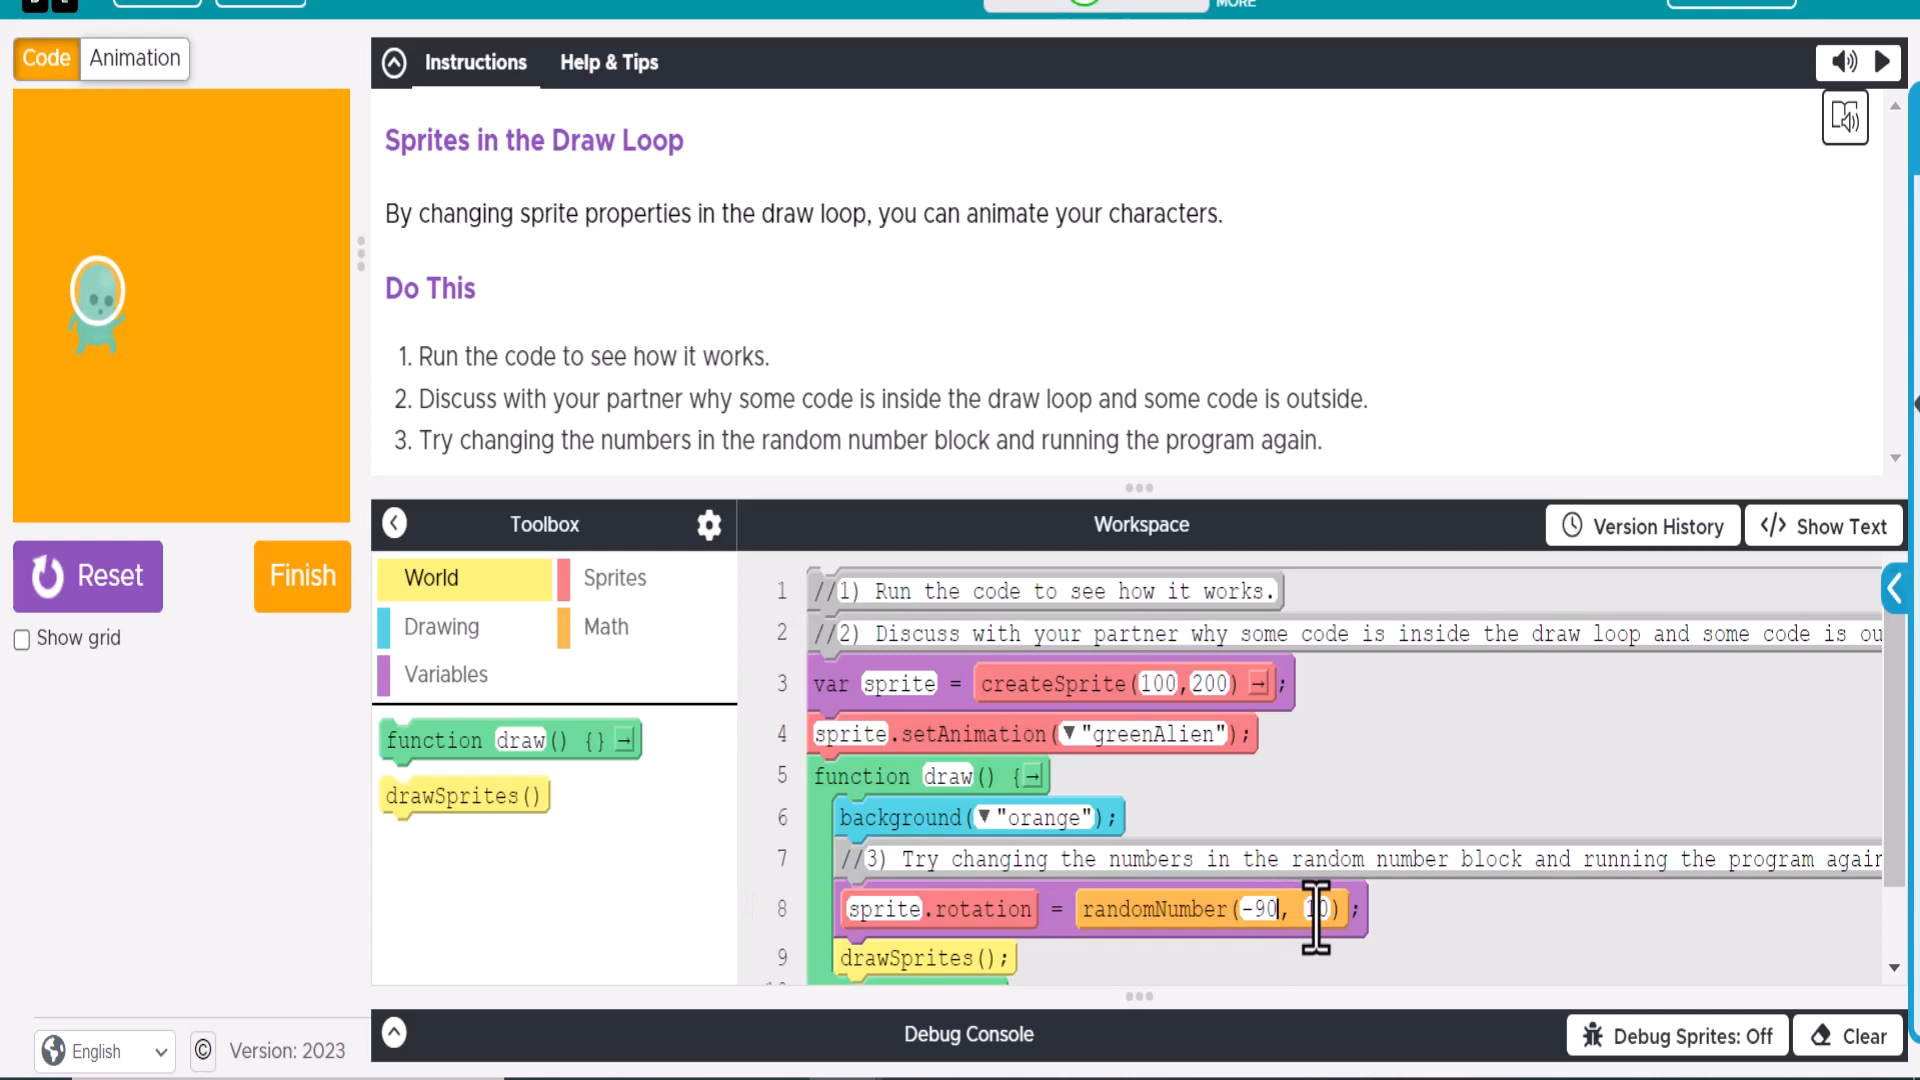 MORE
Code Animation
Instructions Help & Tips
Sprites in the Draw Loop
By changing sprite properties in the draw loop, you can animate your characters.
Do This
1. Run the code to see how it works.
2. Discuss with your partner why some code is inside the draw loop and some code is outside.
3. Try changing the numbers in the random number block and running the program again.
Reset Finish
Show grid
Toolbox
World Sprites
Drawing Math
Variables
function draw() {} →
drawSprites()
Workspace Version History </> Show Text
1 //1) Run the code to see how it works.
2 //2) Discuss with your partner why some code is inside the draw loop and some code is ou
3 var sprite = createSprite(100,200) → ;
4 sprite.setAnimation(▼"greenAlien");
5 function draw() {→
6 background(▼"orange");
7 //3) Try changing the numbers in the random number block and running the program again
8 sprite.rotation = randomNumber(-90, 10);
9 drawSprites();
English © Version: 2023
Debug Console Debug Sprites: Off Clear